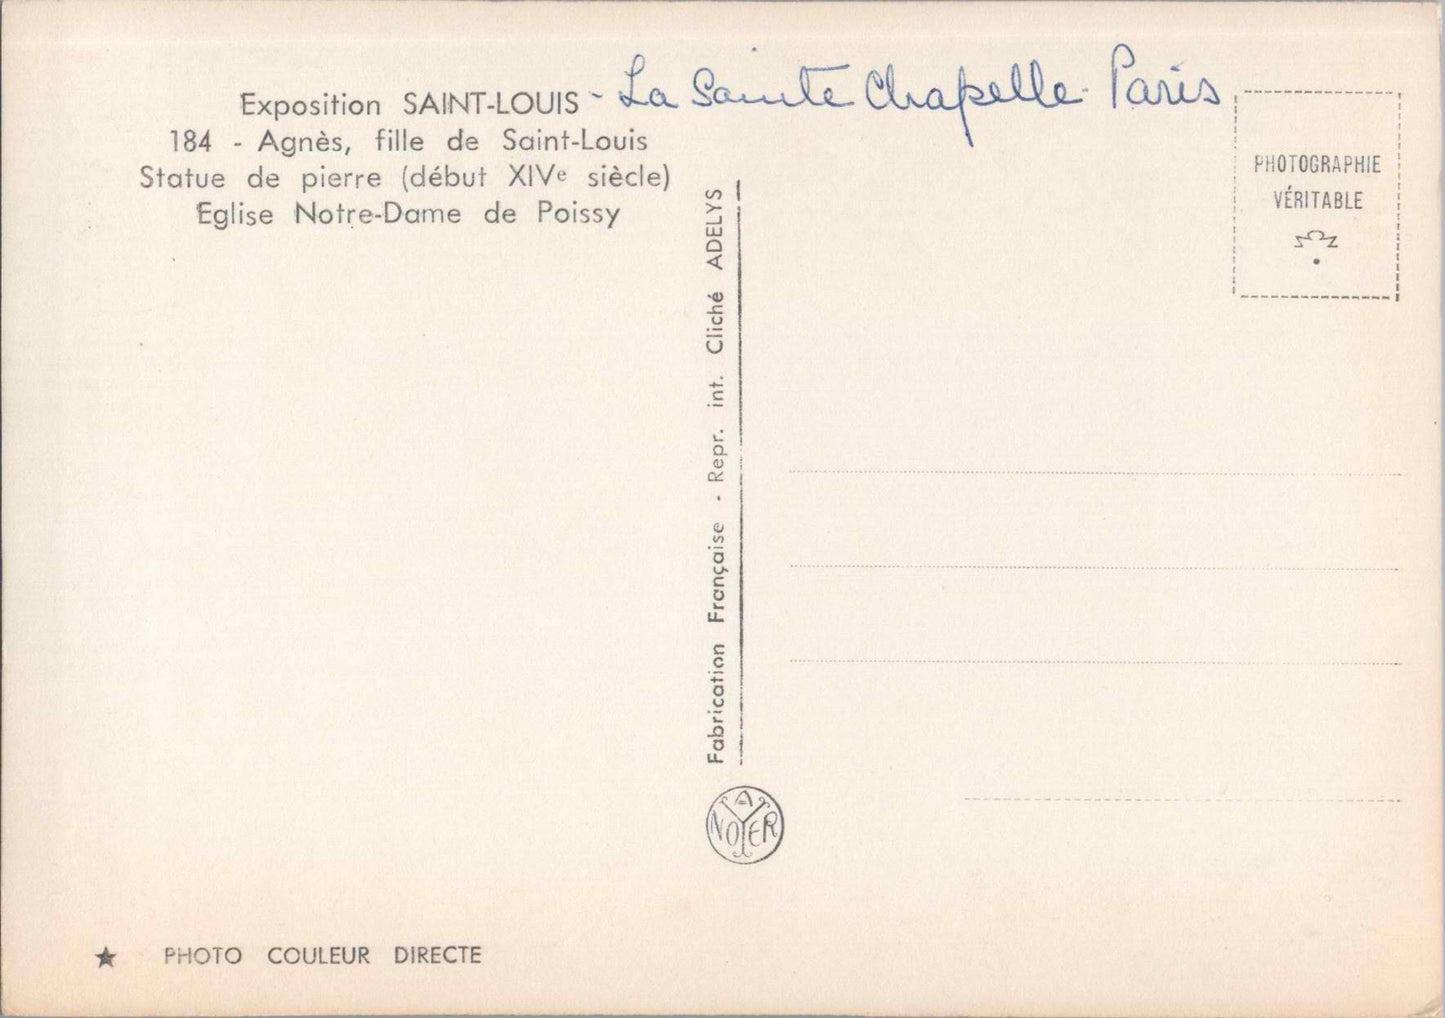 Exposition SAINT-LOUIS - La Sainte Chapelle - Paris
184 - Agnès, fille de Saint-Louis
Statue de pierre (début XIVe siècle)
Eglise Notre-Dame de Poissy
PHOTOGRAPHIE
VÉRITABLE
Fabrication Française - Repr. int. Cliché ADELYS
A NOYER
★ PHOTO COULEUR DIRECTE